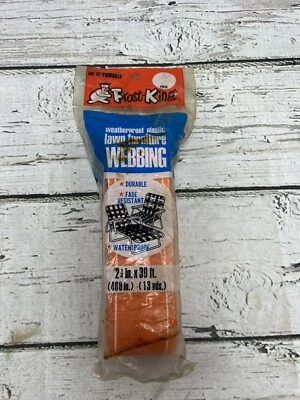 Frost-King
weatherproof plastic
lawn furniture
WEBBING
★ DURABLE
★ FADE
RESISTANT
★ WATERPROOF
2¼ in. x 39 ft.
(468 in.) (13 yds.)